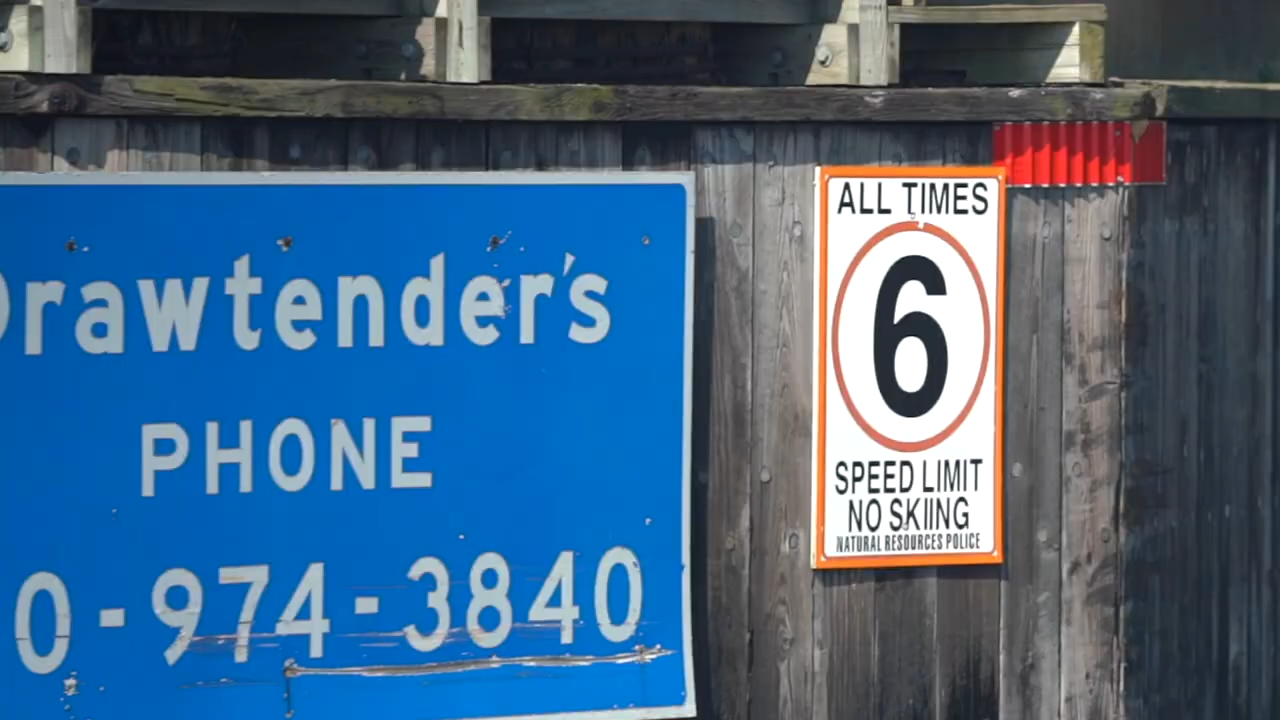 Drawtender's
PHONE
0-974-3840
ALL TIMES
6
SPEED LIMIT
NO SKIING
NATURAL RESOURCES POLICE